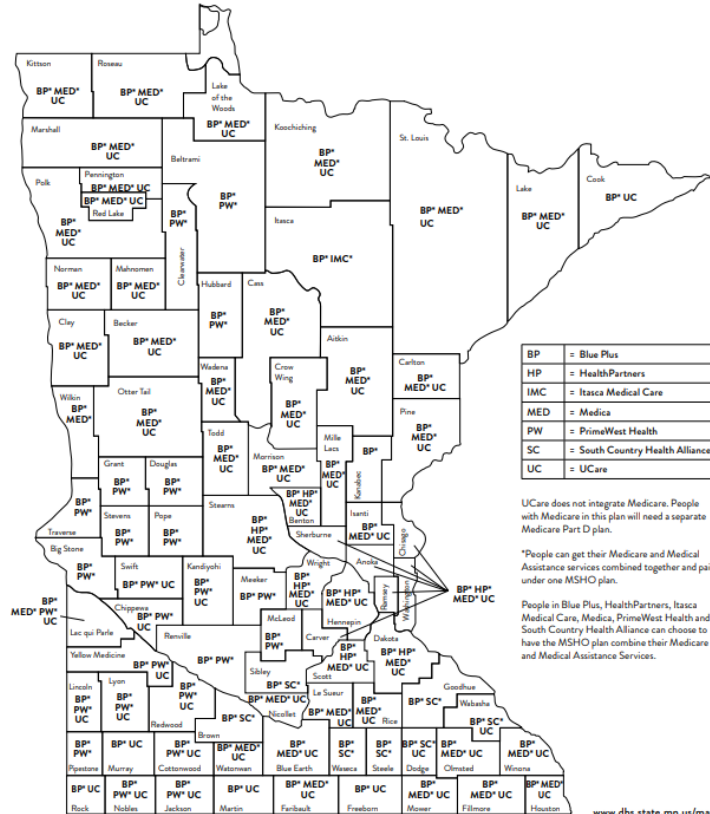 Kittson
BP* MED*
UC
Roseau
BP* MED*
UC
Lake
of the
Woods
BP* MED*
UC
Marshall
BP* MED*
UC
Beltrami
BP*
PW*
Koochiching
BP*
MED*
UC
St. Louis
BP* MED*
UC
Lake
BP* MED*
UC
Cook
BP* UC
Pennington
BP* MED* UC
BP* MED* UC
Red Lake
Polk
BP*
MED*
UC
BP*
PW*
Clearwater
Itasca
BP* IMC*
Norman
BP* MED*
UC
Mahnomen
BP* MED*
UC
Hubbard
BP*
PW*
Cass
BP*
MED*
UC
Clay
BP* MED*
UC
Becker
BP* MED*
UC
Aitkin
BP*
MED*
UC
Wadena
BP*
MED*
UC
Crow
Wing
BP*
MED*
UC
Carlton
BP*
MED* UC
Wilkin
BP*
MED*
Otter Tail
BP*
MED*
UC
Pine
BP*
MED* UC
Todd
BP*
MED*
UC
Morrison
BP* MED*
UC
Mille
Lacs
BP*
MED*
UC
BP*
Kanabec
Grant
BP*
PW*
Douglas
BP*
PW*
BP* HP*
MED*
UC
Benton
BP*
PW*
Traverse
Stevens
BP*
PW*
Pope
BP*
PW*
Stearns
BP*
HP*
MED*
UC
Isanti
BP*
MED* UC
Sherburne
Chisago
Big Stone
BP*
PW*
Swift
BP* PW* UC
Kandiyohi
BP*
PW*
UC
Meeker
BP* PW*
Wright
BP*
HP*
MED*
UC
Anoka
BP* HP*
MED* UC
Hennepin
Ramsey
Washington
BP* HP*
MED* UC
BP*
MED* PW*
UC
Lac qui Parle
Chippewa
BP* PW*
UC
Renville
BP* PW*
McLeod
BP*
PW*
Carver
BP*
HP*
MED* UC
Scott
Dakota
BP* HP*
MED*
UC
Yellow Medicine
BP* PW*
UC
Sibley
BP* SC*
Lincoln
BP*
PW*
UC
Lyon
BP*
PW*
UC
BP*
PW*
UC
Redwood
BP* SC*
Brown
BP* MED* UC
Nicollet
Le Sueur
BP* MED*
UC
BP*
MED*
UC
Rice
Goodhue
BP* SC*
Wabasha
BP* SC*
UC
BP*
PW*
Pipestone
BP* UC
Murray
BP*
PW* UC
Cottonwood
BP* MED*
UC
Watonwan
BP*
MED* UC
Blue Earth
BP*
SC*
Waseca
BP*
SC*
Steele
BP* SC*
UC
Dodge
BP*
MED* UC
Olmsted
BP*
MED* UC
Winona
BP* UC
Rock
BP*
PW* UC
Nobles
BP*
PW* UC
Jackson
BP* UC
Martin
BP* MED*
UC
Faribault
BP* UC
Freeborn
BP*
MED* UC
Mower
BP* MED*
UC
Fillmore
BP* MED*
UC
Houston
BP = Blue Plus
HP = HealthPartners
IMC = Itasca Medical Care
MED = Medica
PW = PrimeWest Health
SC = South Country Health Alliance
UC = UCare
UCare does not integrate Medicare. People
with Medicare in this plan will need a separate
Medicare Part D plan.
*People can get their Medicare and Medical
Assistance services combined together and pai
under one MSHO plan.
People in Blue Plus, HealthPartners, Itasca
Medical Care, Medica, PrimeWest Health and
South Country Health Alliance can choose to
have the MSHO plan combine their Medicare
and Medical Assistance Services.